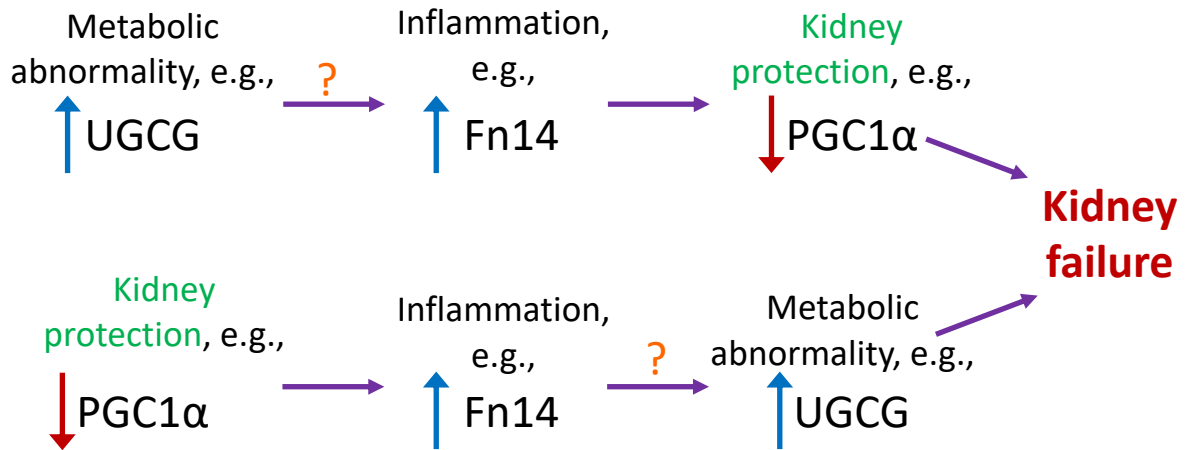 Metabolic
abnormality, e.g.,
UGCG
?
Inflammation,
e.g.,
Fn14
Kidney
protection, e.g.,
PGC1α
Kidney
failure
Kidney
protection, e.g.,
PGC1α
Inflammation,
e.g.,
Fn14
?
Metabolic
abnormality, e.g.,
UGCG